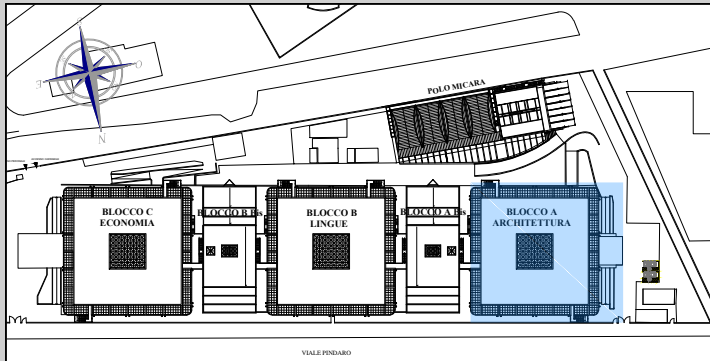 S
E
O
N
POLO MICARA
BLOCCO C
ECONOMIA
BLOCCO B Bis
BLOCCO B
LINGUE
BLOCCO A Bis
BLOCCO A
ARCHITETTURA
VIALE PINDARO